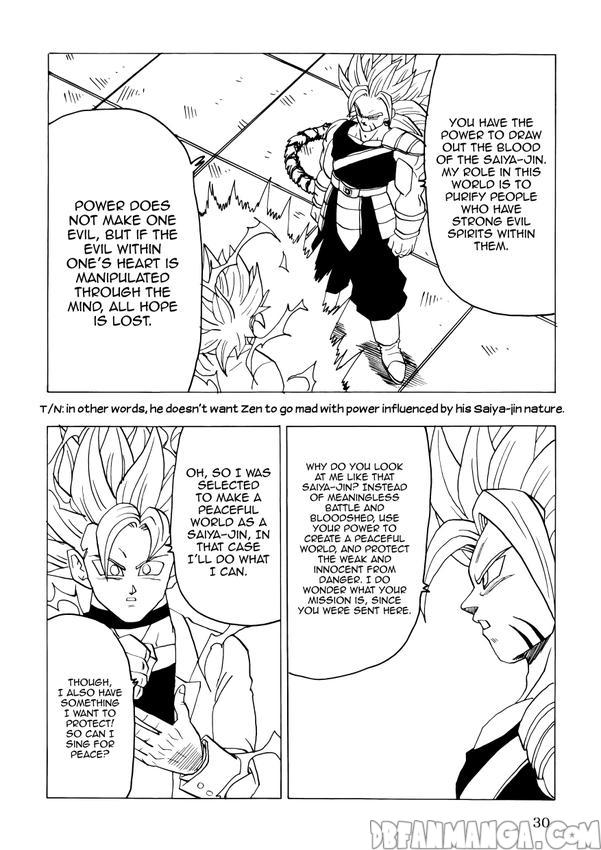 YOU HAVE THE
POWER TO DRAW
OUT THE BLOOD
OF THE SAIYA-JIN.
MY ROLE IN THIS
WORLD IS TO
PURIFY PEOPLE
WHO HAVE
STRONG EVIL
SPIRITS WITHIN
THEM.
POWER DOES
NOT MAKE ONE
EVIL, BUT IF THE
EVIL WITHIN
ONE'S HEART IS
MANIPULATED
THROUGH THE
MIND, ALL HOPE
IS LOST.
T/N: in other words, he doesn't want Zen to go mad with power influenced by his Saiya-jin nature.
WHY DO YOU LOOK
AT ME LIKE THAT
SAIYA-JIN? INSTEAD
OF MEANINGLESS
BATTLE AND
BLOODSHED, USE
YOUR POWER TO
CREATE A PEACEFUL
WORLD, AND PROTECT
THE WEAK AND
INNOCENT FROM
DANGER. I DO
WONDER WHAT YOUR
MISSION IS, SINCE
YOU WERE SENT HERE.
OH, SO I WAS
SELECTED
TO MAKE A
PEACEFUL
WORLD AS A
SAIYA-JIN, IN
THAT CASE
I'LL DO WHAT
I CAN.
THOUGH,
I ALSO HAVE
SOMETHING
I WANT TO
PROTECT!
SO CAN I
SING FOR
PEACE?
30
DBFANMANGA.COM